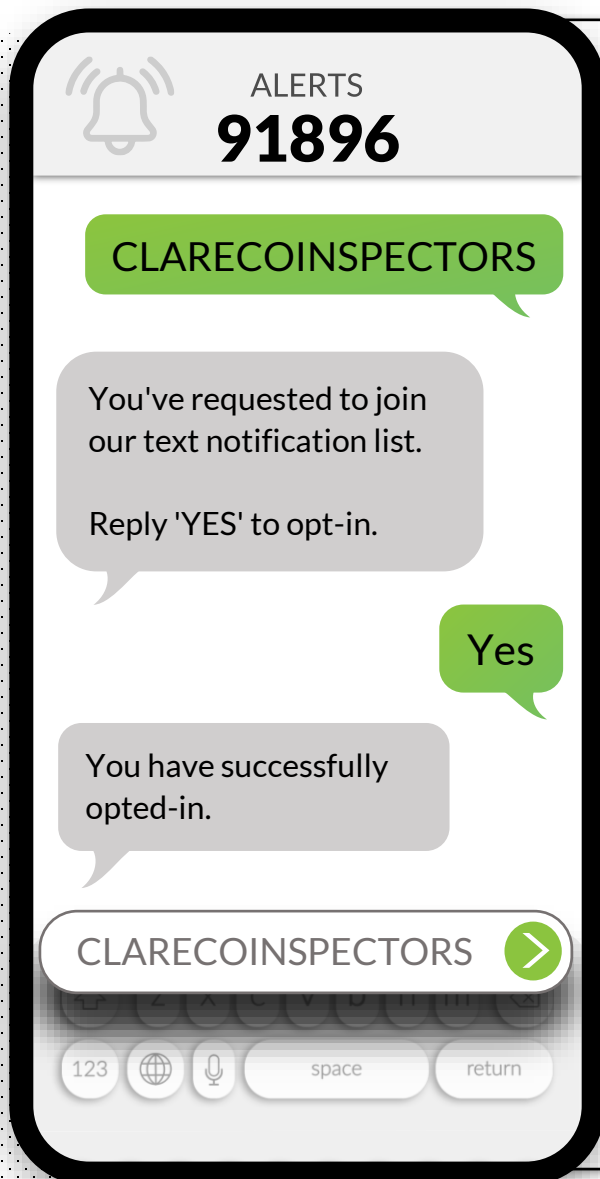 ALERTS
91896
CLARECOINSPECTORS
You've requested to join
our text notification list.
Reply 'YES' to opt-in.
Yes
You have successfully
opted-in.
CLARECOINSPECTORS
z x c v b n m
123 space return